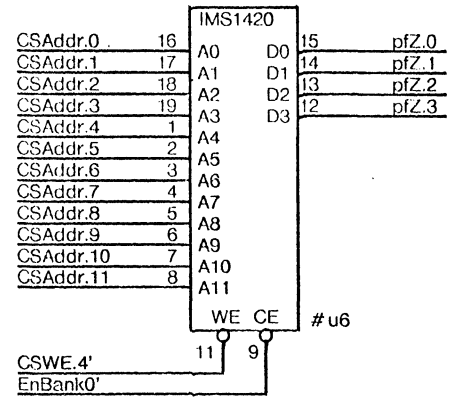 IMS1420
CSAddr.0 16 A0 D0 15 pfZ.0
CSAddr.1 17 A1 D1 14 pfZ.1
CSAddr.2 18 A2 D2 13 pfZ.2
CSAddr.3 19 A3 D3 12 pfZ.3
CSAddr.4 1 A4
CSAddr.5 2 A5
CSAddr.6 3 A6
CSAddr.7 4 A7
CSAddr.8 5 A8
CSAddr.9 6 A9
CSAddr.10 7 A10
CSAddr.11 8 A11
WE CE #u6
11 9
CSWE.4'
EnBank0'